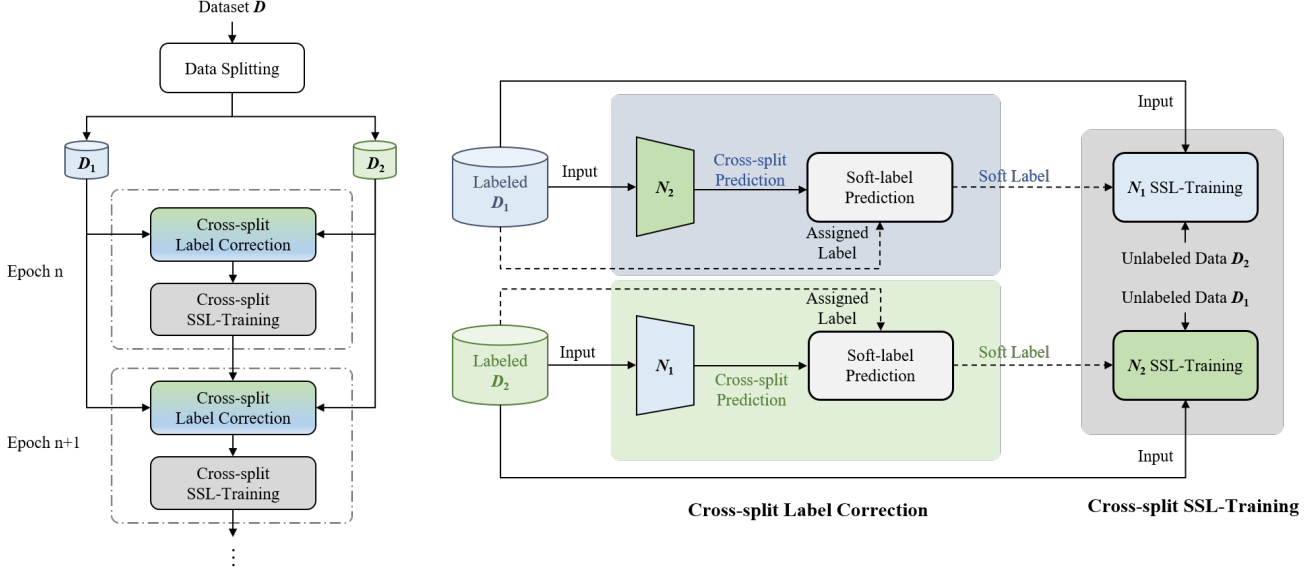 Dataset D
Data Splitting
D1
D2
Epoch n
Cross-split
Label Correction
Cross-split
SSL-Training
Epoch n+1
Cross-split
Label Correction
Cross-split
SSL-Training
⋮
Input
Labeled
D1
Input
N2
Cross-split
Prediction
Soft-label
Prediction
Soft Label
N1 SSL-Training
Assigned
Label
Unlabeled Data D2
Assigned
Label
Unlabeled Data D1
Labeled
D2
Input
N1
Cross-split
Prediction
Soft-label
Prediction
Soft Label
N2 SSL-Training
Input
Cross-split Label Correction
Cross-split SSL-Training